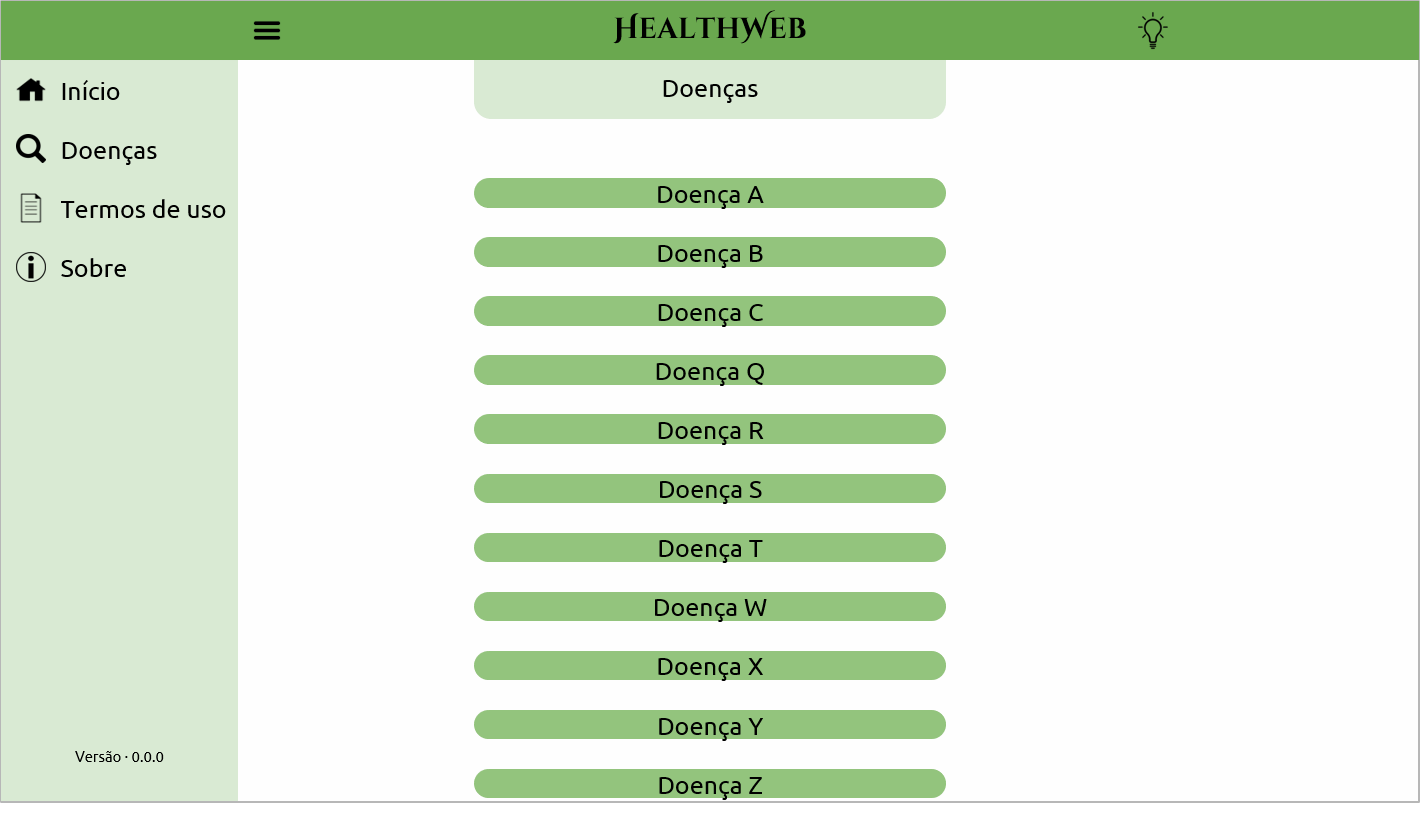 HealthWeb
Início
Doenças
Termos de uso
Sobre
Versão · 0.0.0
Doenças
Doença A
Doença B
Doença C
Doença Q
Doença R
Doença S
Doença T
Doença W
Doença X
Doença Y
Doença Z